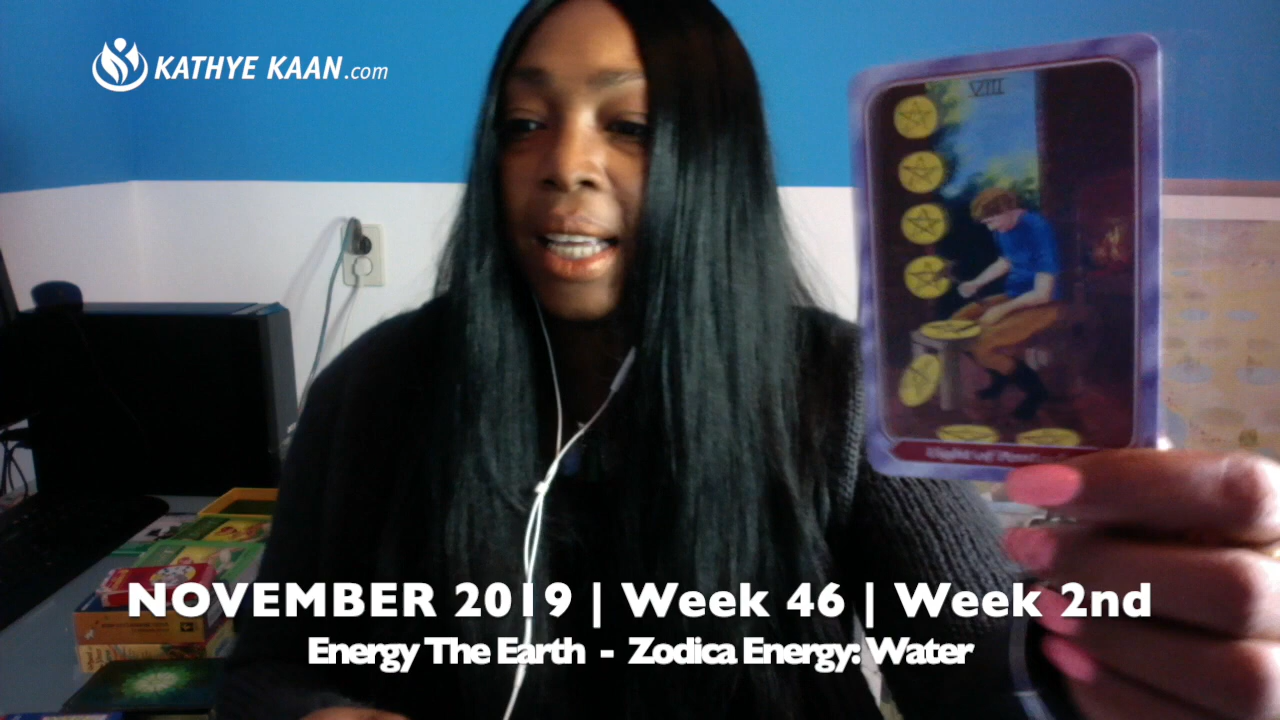 KATHYE KAAN.com
VIII
NOVEMBER 2019 | Week 46 | Week 2nd
Energy The Earth - Zodica Energy: Water